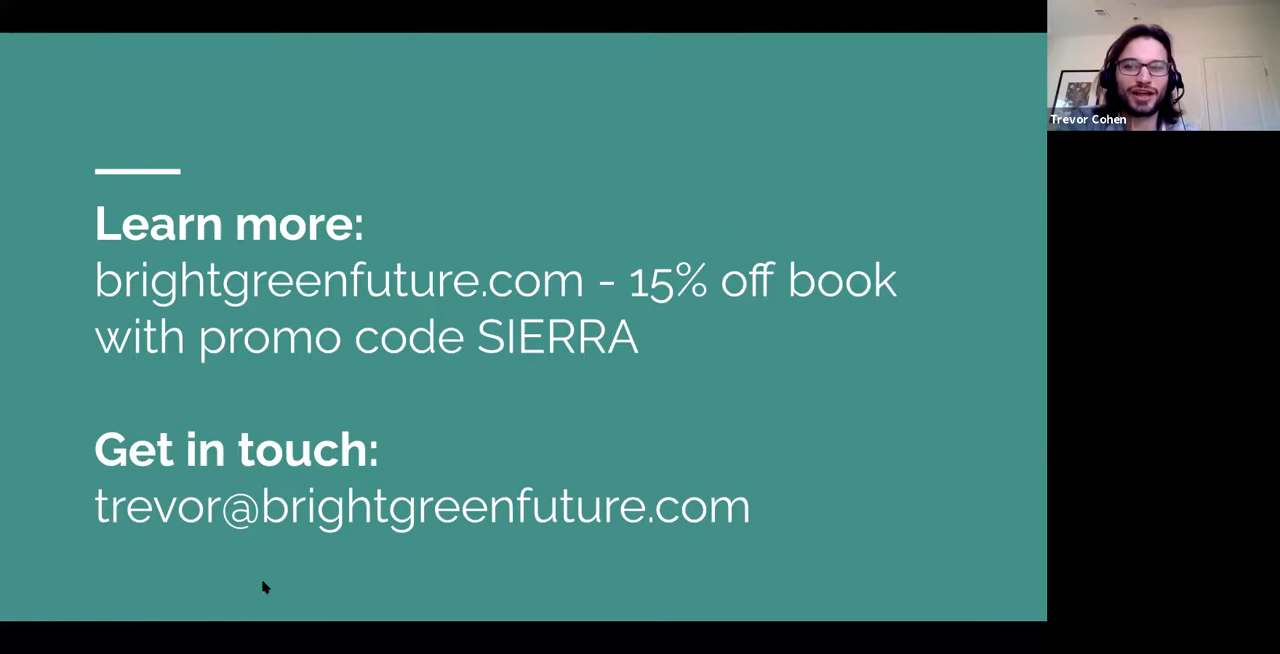 Learn more:
brightgreenfuture.com - 15% off book
with promo code SIERRA
Get in touch:
trevor@brightgreenfuture.com
Trevor Cohen